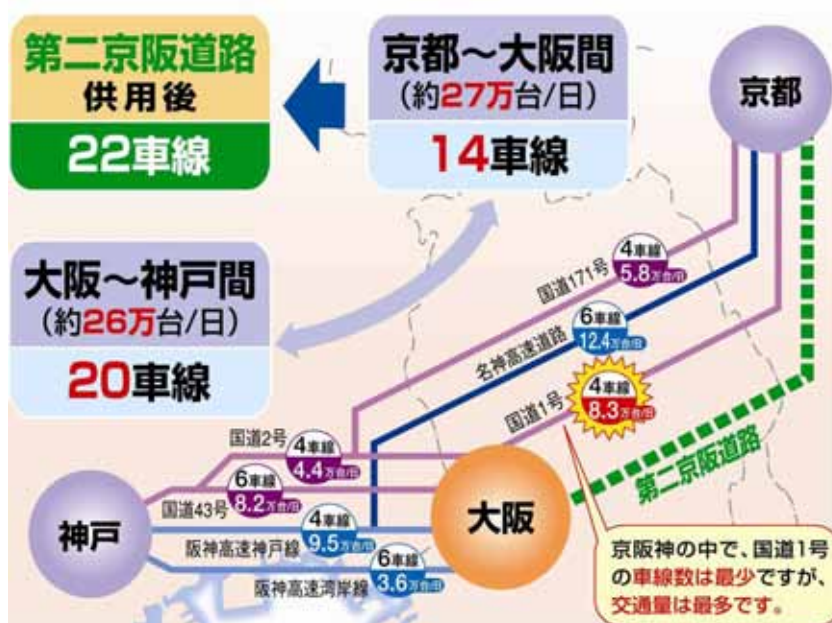 第二京阪道路
供用後
22車線
京都～大阪間
(約27万台/日)
14車線
京都
大阪～神戸間
(約26万台/日)
20車線
国道171号
4車線
5.8万台/日
名神高速道路
6車線
12.4万台/日
国道1号
4車線
8.3万台/日
第二京阪道路
国道2号
4車線
4.4万台/日
国道43号
6車線
8.2万台/日
神戸
大阪
阪神高速神戸線
4車線
9.5万台/日
阪神高速湾岸線
6車線
3.6万台/日
京阪神の中で、国道1号
の車線数は最少ですが、
交通量は最多です。